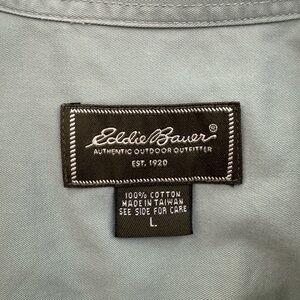 Eddie Bauer®
AUTHENTIC OUTDOOR OUTFITTER
EST. 1920
100% COTTON
MADE IN TAIWAN
SEE SIDE FOR CARE
L